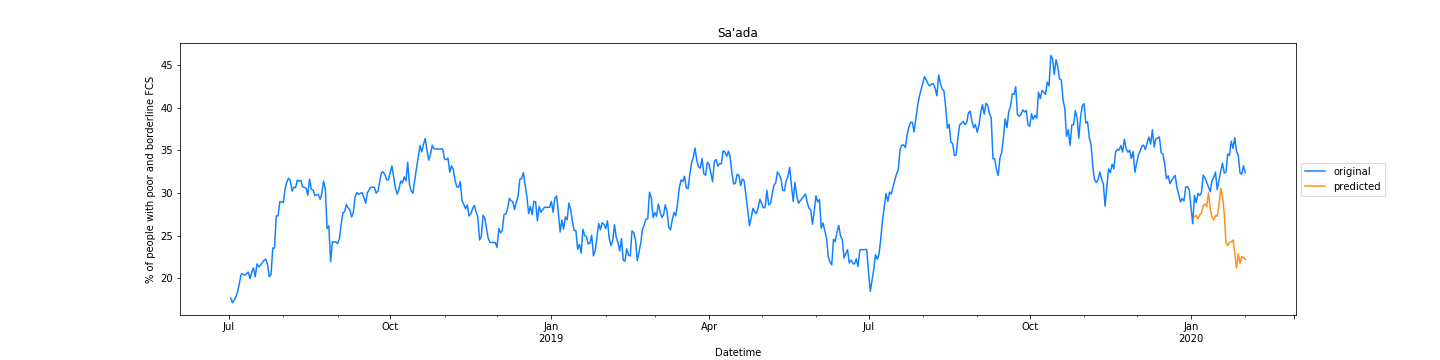 Sa'ada
% of people with poor and borderline FCS
45
40
35
30
25
20
Jul
Oct
Jan
2019
Apr
Jul
Oct
Jan
2020
Datetime
original
predicted